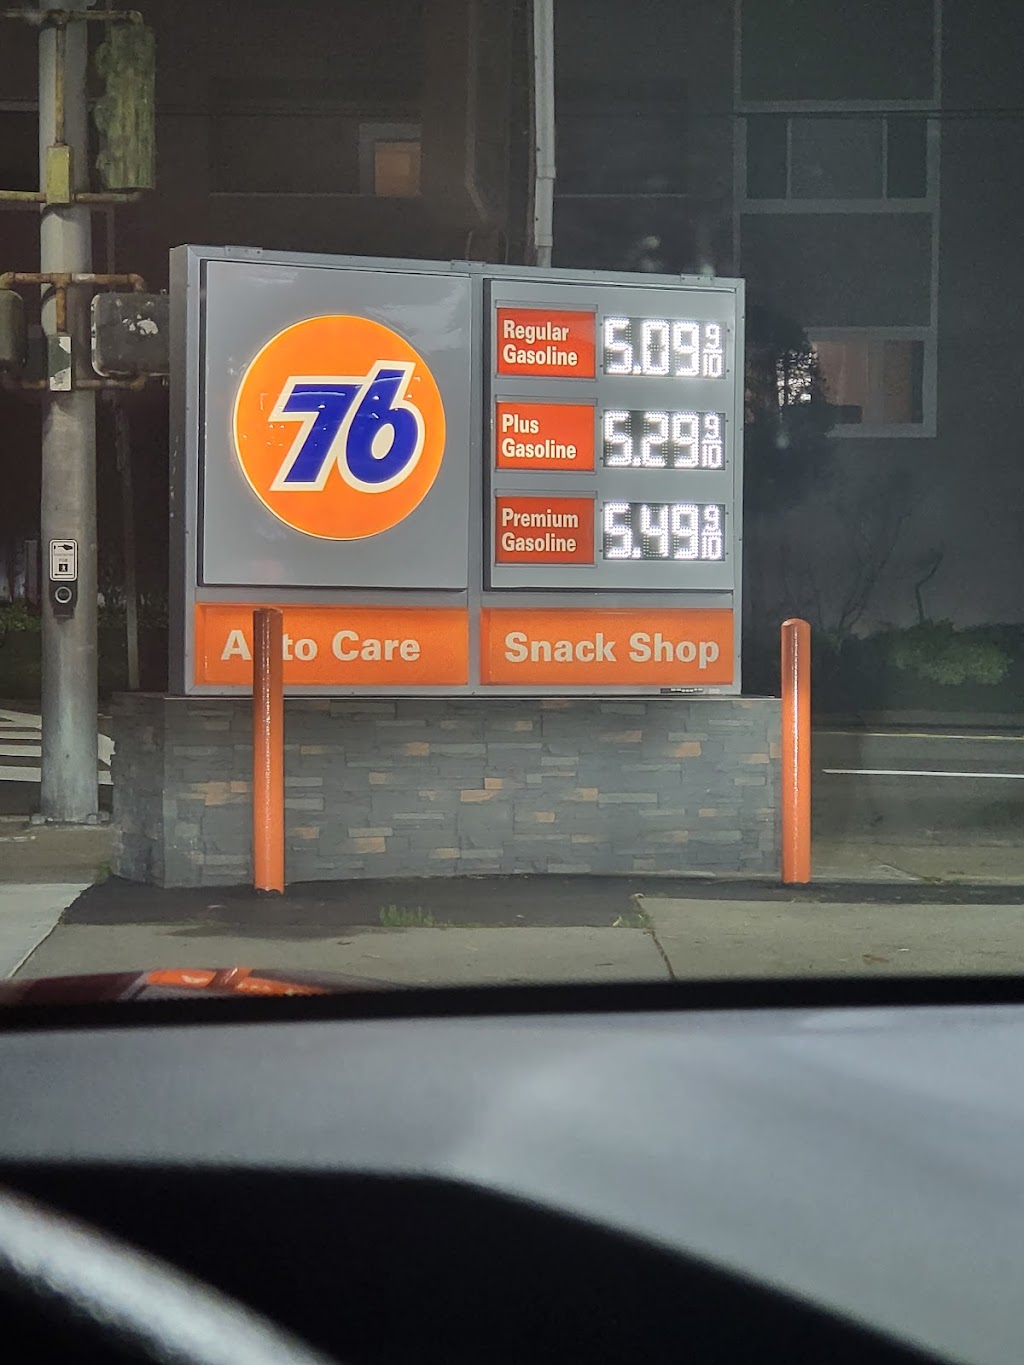 76
Regular
Gasoline
5.09 9/10
Plus
Gasoline
5.29 9/10
Premium
Gasoline
5.49 9/10
A to Care
Snack Shop